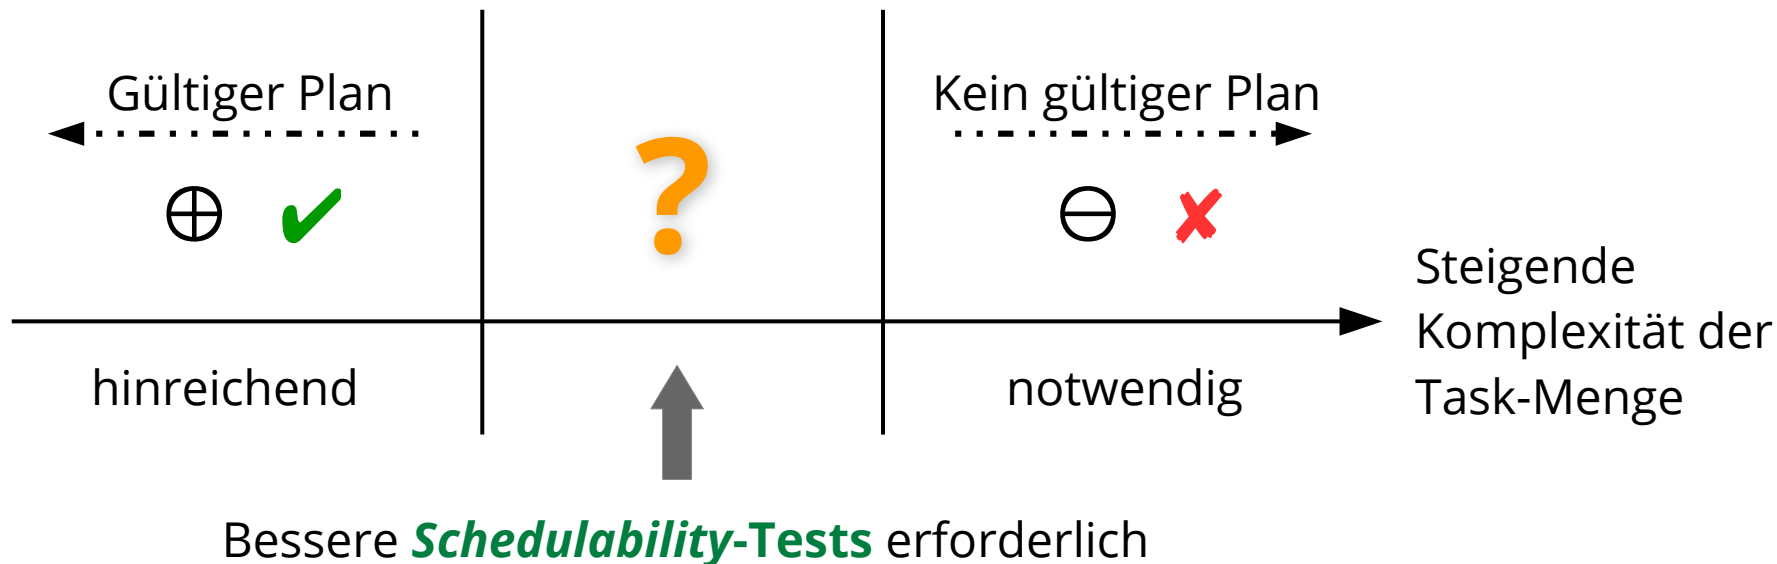 Gültiger Plan
Kein gültiger Plan
?
Steigende
Komplexität der
Task-Menge
hinreichend
notwendig
Bessere Schedulability-Tests erforderlich